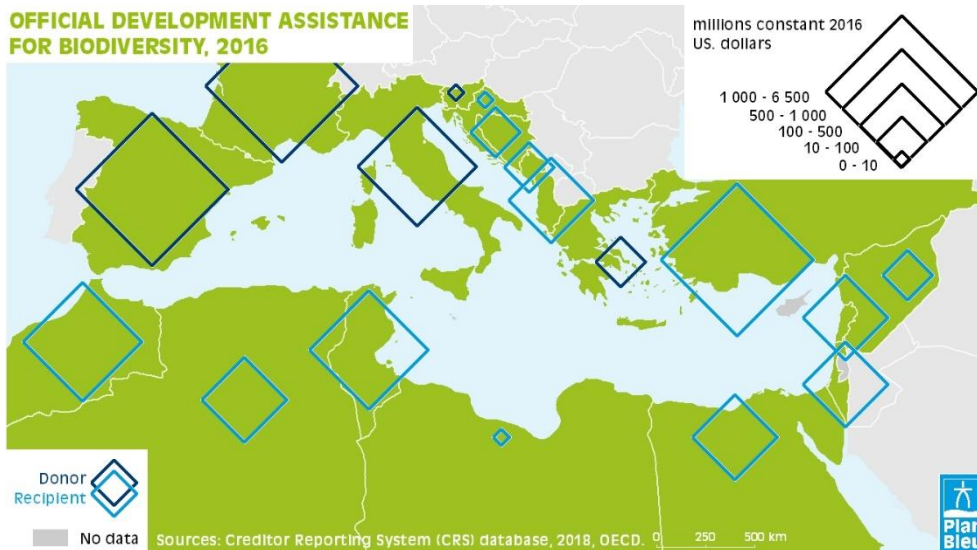 OFFICIAL DEVELOPMENT ASSISTANCE
FOR BIODIVERSITY, 2016
millions constant 2016
US. dollars
1 000 - 6 500
500 - 1 000
100 - 500
10 - 100
0 - 10
Donor
Recipient
No data
Sources: Creditor Reporting System (CRS) database, 2018, OECD.
0 250 500 km
Plan
Bleu